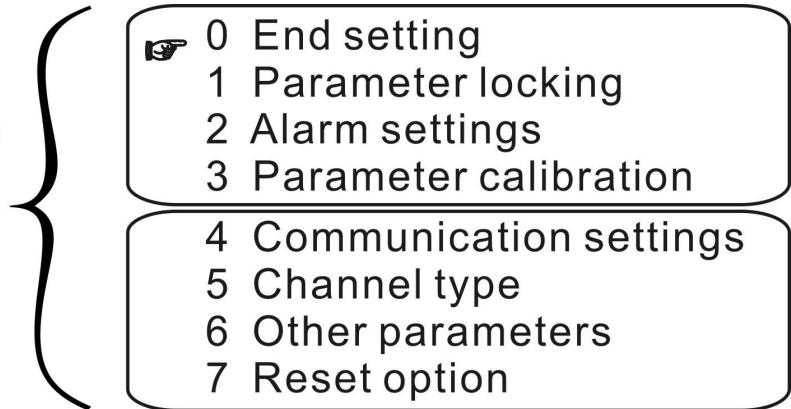 0 End setting
1 Parameter locking
2 Alarm settings
3 Parameter calibration
4 Communication settings
5 Channel type
6 Other parameters
7 Reset option